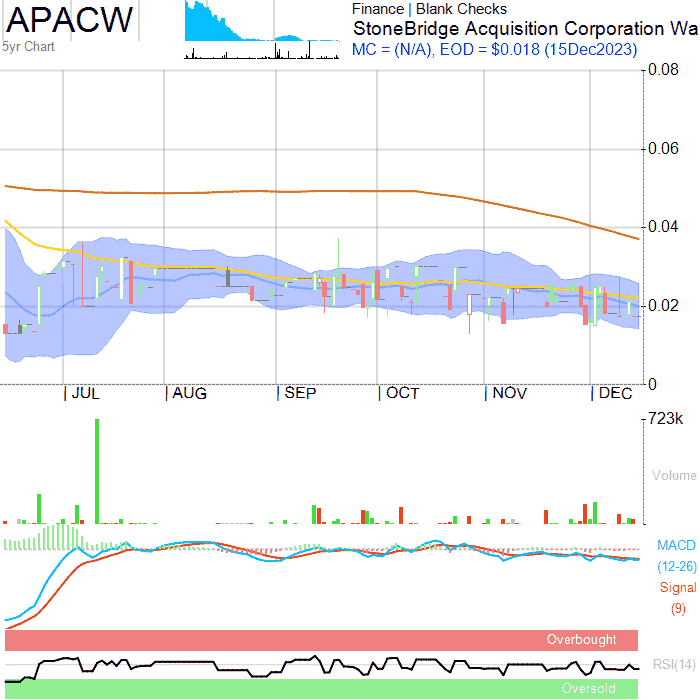 APACW
5yr Chart
Finance | Blank Checks
StoneBridge Acquisition Corporation Wa
MC = (N/A), EOD = $0.018 (15Dec2023)
0.08
0.06
0.04
0.02
0
JUL AUG SEP OCT NOV DEC
723k
Volume
MACD
(12-26)
Signal
(9)
Overbought
RSI(14)
Oversold